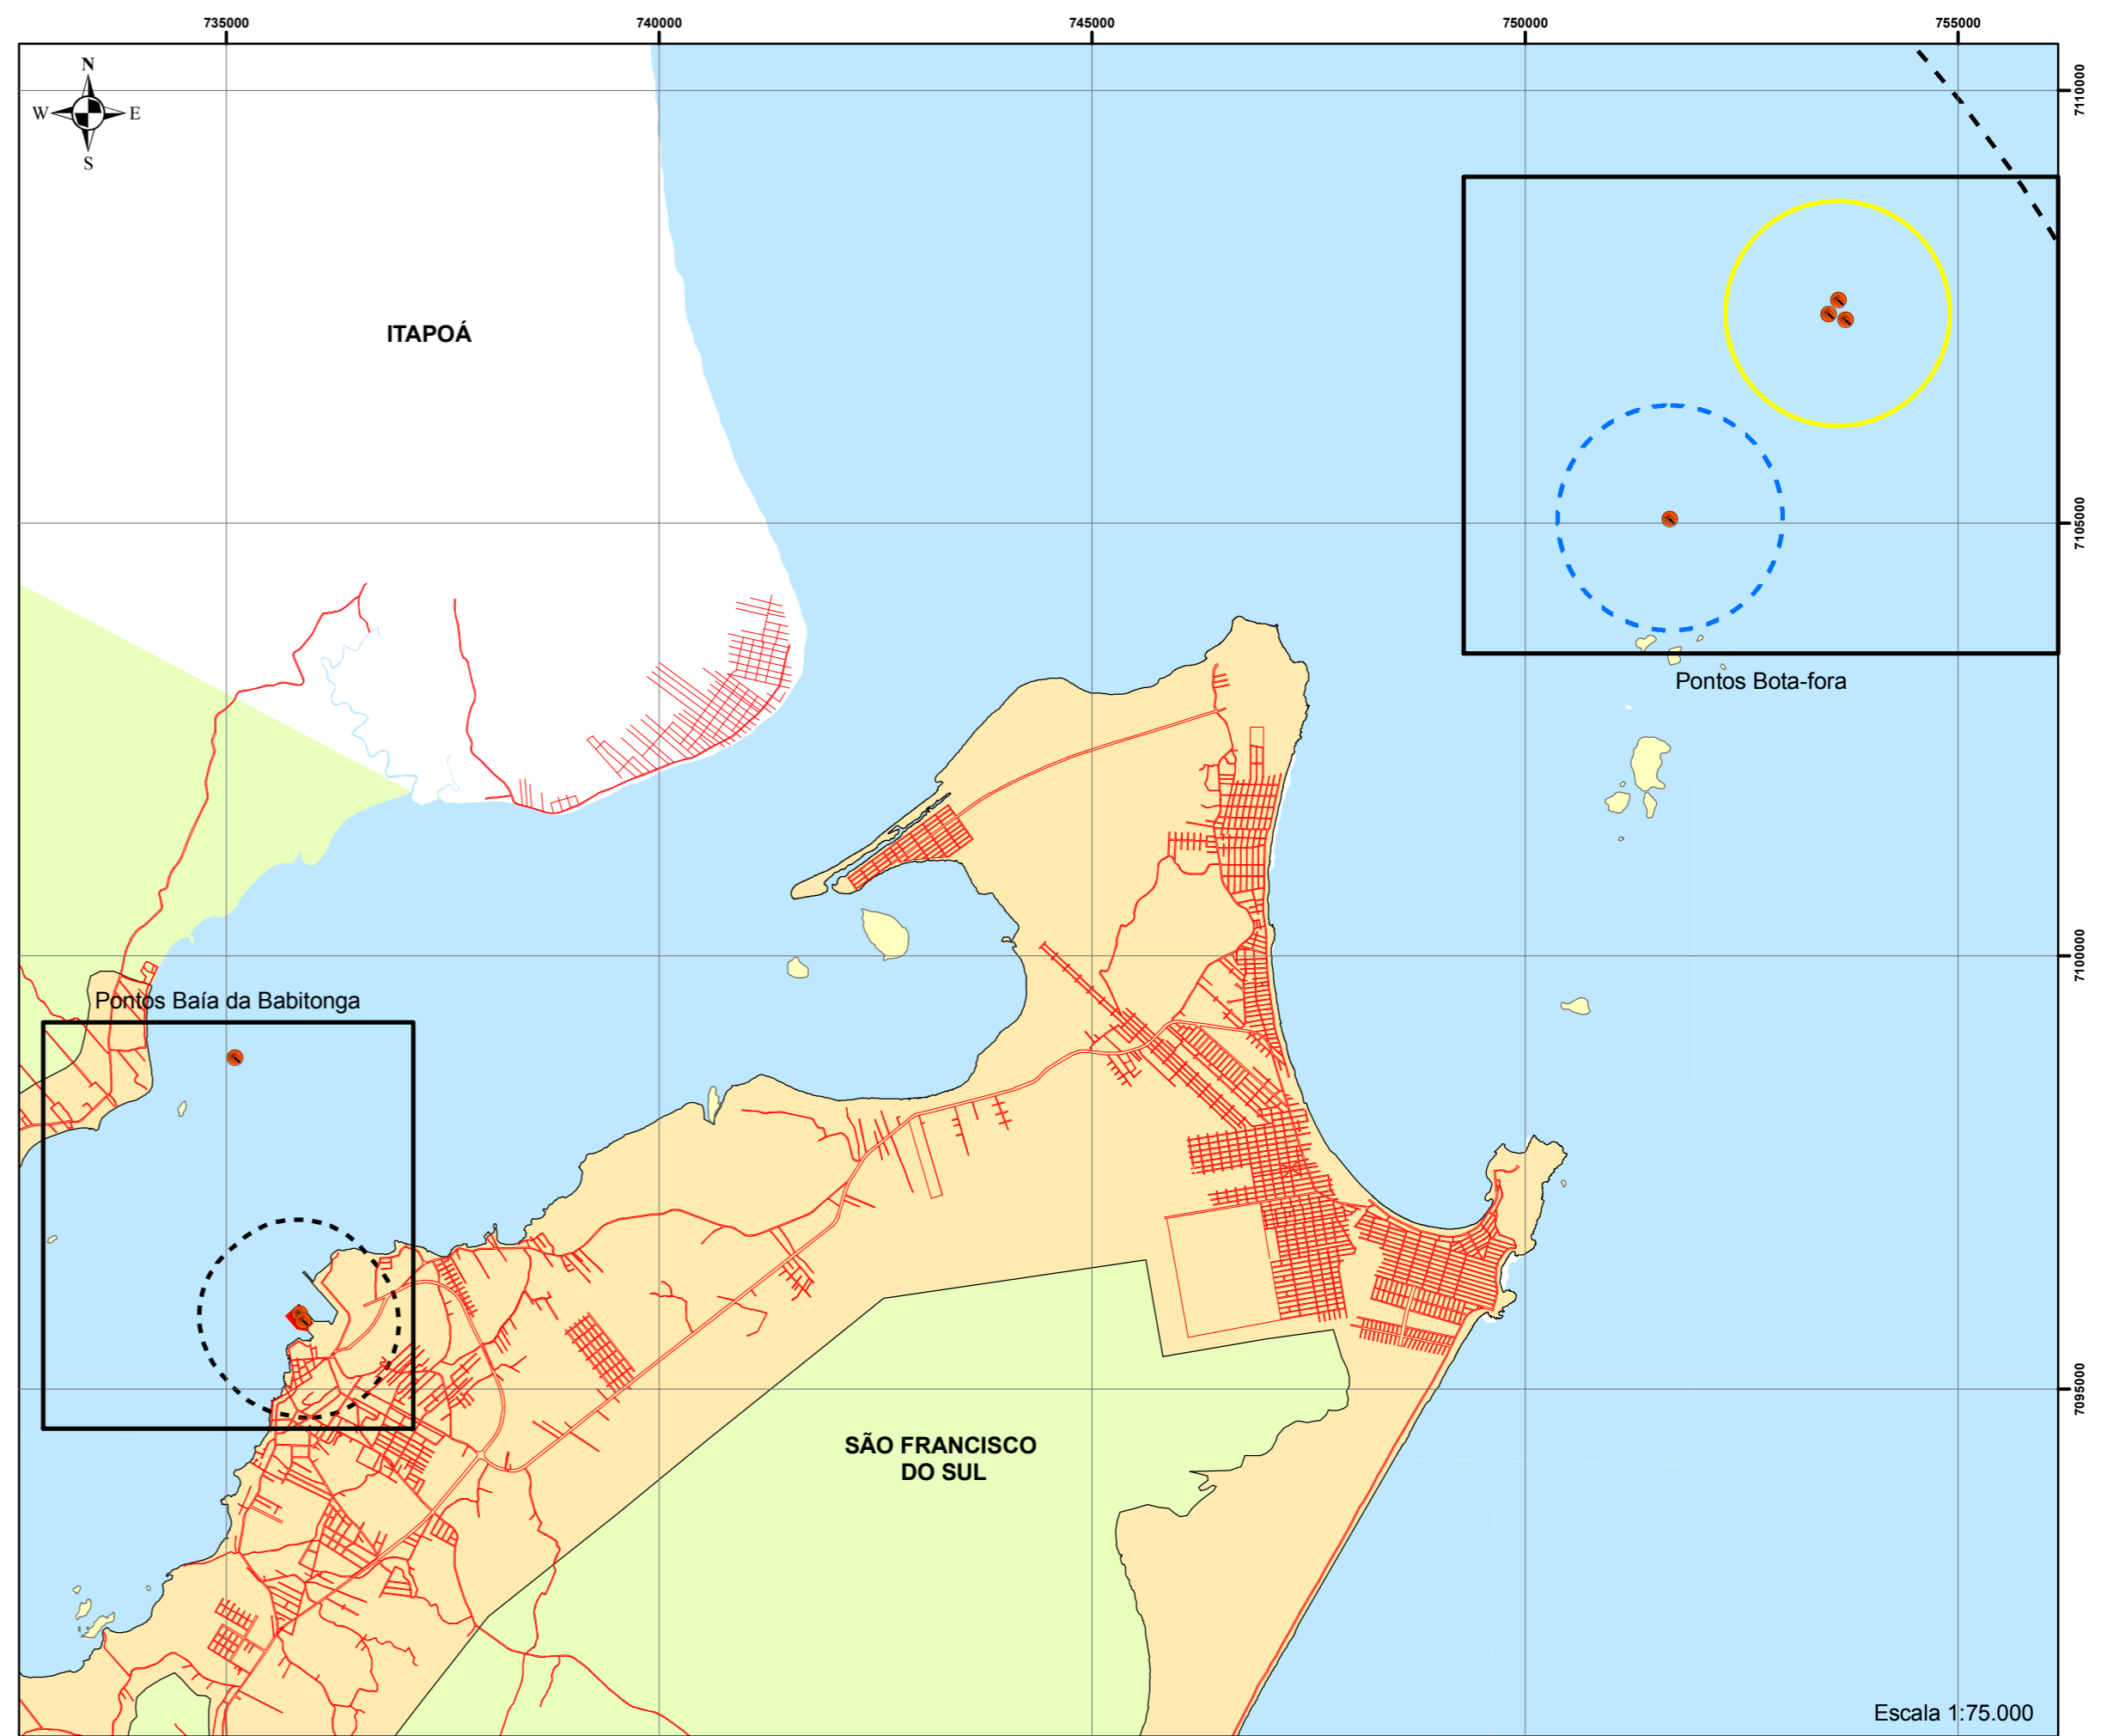 735000
740000
745000
750000
755000
N
W E
S
7110000
ITAPOÁ
7105000
Pontos Bota-fora
7100000
Pontos Baía da Babitonga
7095000
SÃO FRANCISCO
DO SUL
Escala 1:75.000